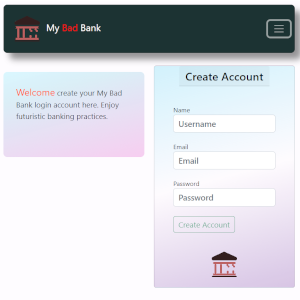 My Bad Bank
Welcome create your My Bad
Bank login account here. Enjoy
futuristic banking practices.
Create Account
Name
Username
Email
Email
Password
Password
Create Account